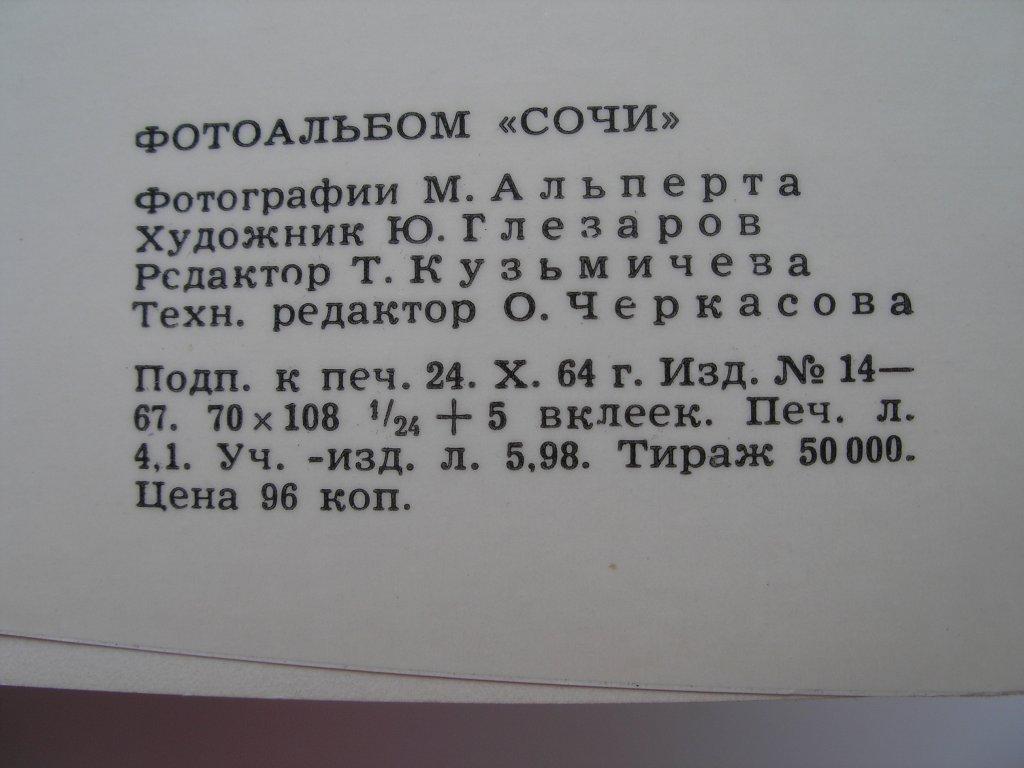 ФОТОАЛЬБОМ «СОЧИ»
Фотографии М. Альперта
Художник Ю. Глезаров
Редактор Т. Кузьмичева
Техн. редактор О. Черкасова
Подп. к печ. 24. X. 64 г. Изд. № 14—
67. 70×108 1/24 + 5 вклеек. Печ. л.
4,1. Уч. -изд. л. 5,98. Тираж 50 000.
Цена 96 коп.